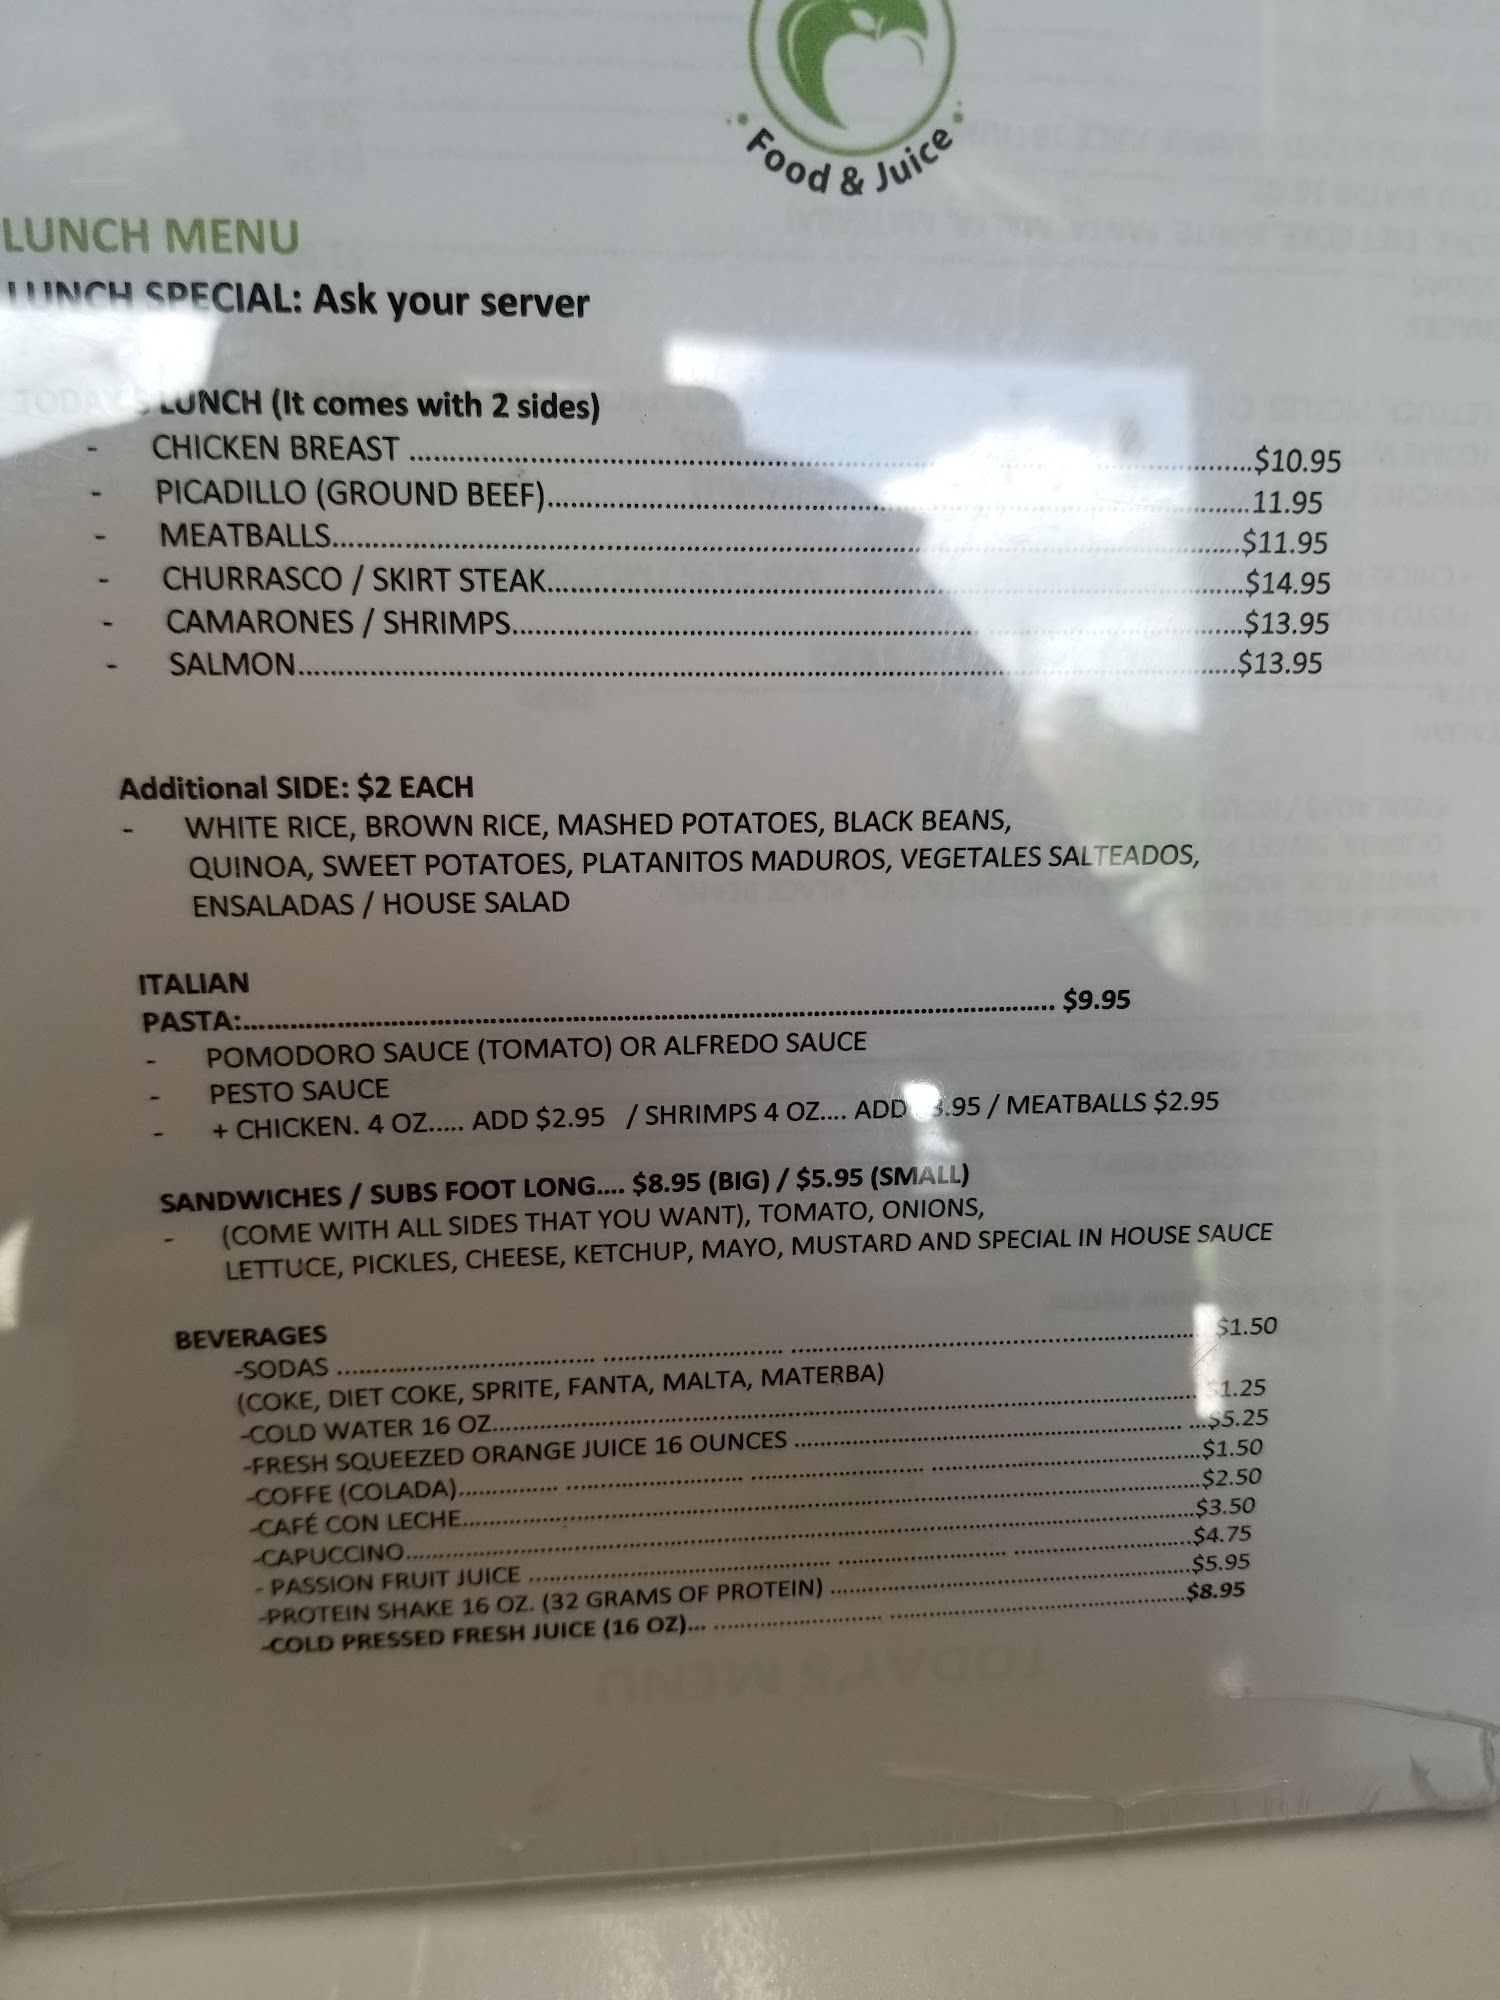 Food & Juice
LUNCH MENU
LUNCH SPECIAL: Ask your server
TODAY'S LUNCH (It comes with 2 sides)
- CHICKEN BREAST ........ $10.95
- PICADILLO (GROUND BEEF)........ 11.95
- MEATBALLS........ $11.95
- CHURRASCO / SKIRT STEAK........ $14.95
- CAMARONES / SHRIMPS........ $13.95
- SALMON........ $13.95
Additional SIDE: $2 EACH
- WHITE RICE, BROWN RICE, MASHED POTATOES, BLACK BEANS,
QUINOA, SWEET POTATOES, PLATANITOS MADUROS, VEGETALES SALTEADOS,
ENSALADAS / HOUSE SALAD
ITALIAN
PASTA:........ $9.95
- POMODORO SAUCE (TOMATO) OR ALFREDO SAUCE
- PESTO SAUCE
- + CHICKEN. 4 OZ..... ADD $2.95 / SHRIMPS 4 OZ.... ADD .95 / MEATBALLS $2.95
SANDWICHES / SUBS FOOT LONG.... $8.95 (BIG) / $5.95 (SMALL)
- (COME WITH ALL SIDES THAT YOU WANT), TOMATO, ONIONS,
LETTUCE, PICKLES, CHEESE, KETCHUP, MAYO, MUSTARD AND SPECIAL IN HOUSE SAUCE
BEVERAGES
-SODAS ........ $1.50
(COKE, DIET COKE, SPRITE, FANTA, MALTA, MATERBA)
-COLD WATER 16 OZ........ $1.25
-FRESH SQUEEZED ORANGE JUICE 16 OUNCES ........ $5.25
-COFFE (COLADA)........ $1.50
-CAFÉ CON LECHE........ $2.50
-CAPUCCINO........ $3.50
- PASSION FRUIT JUICE ........ $4.75
-PROTEIN SHAKE 16 OZ. (32 GRAMS OF PROTEIN) ........ $5.95
-COLD PRESSED FRESH JUICE (16 OZ)... ........ $8.95